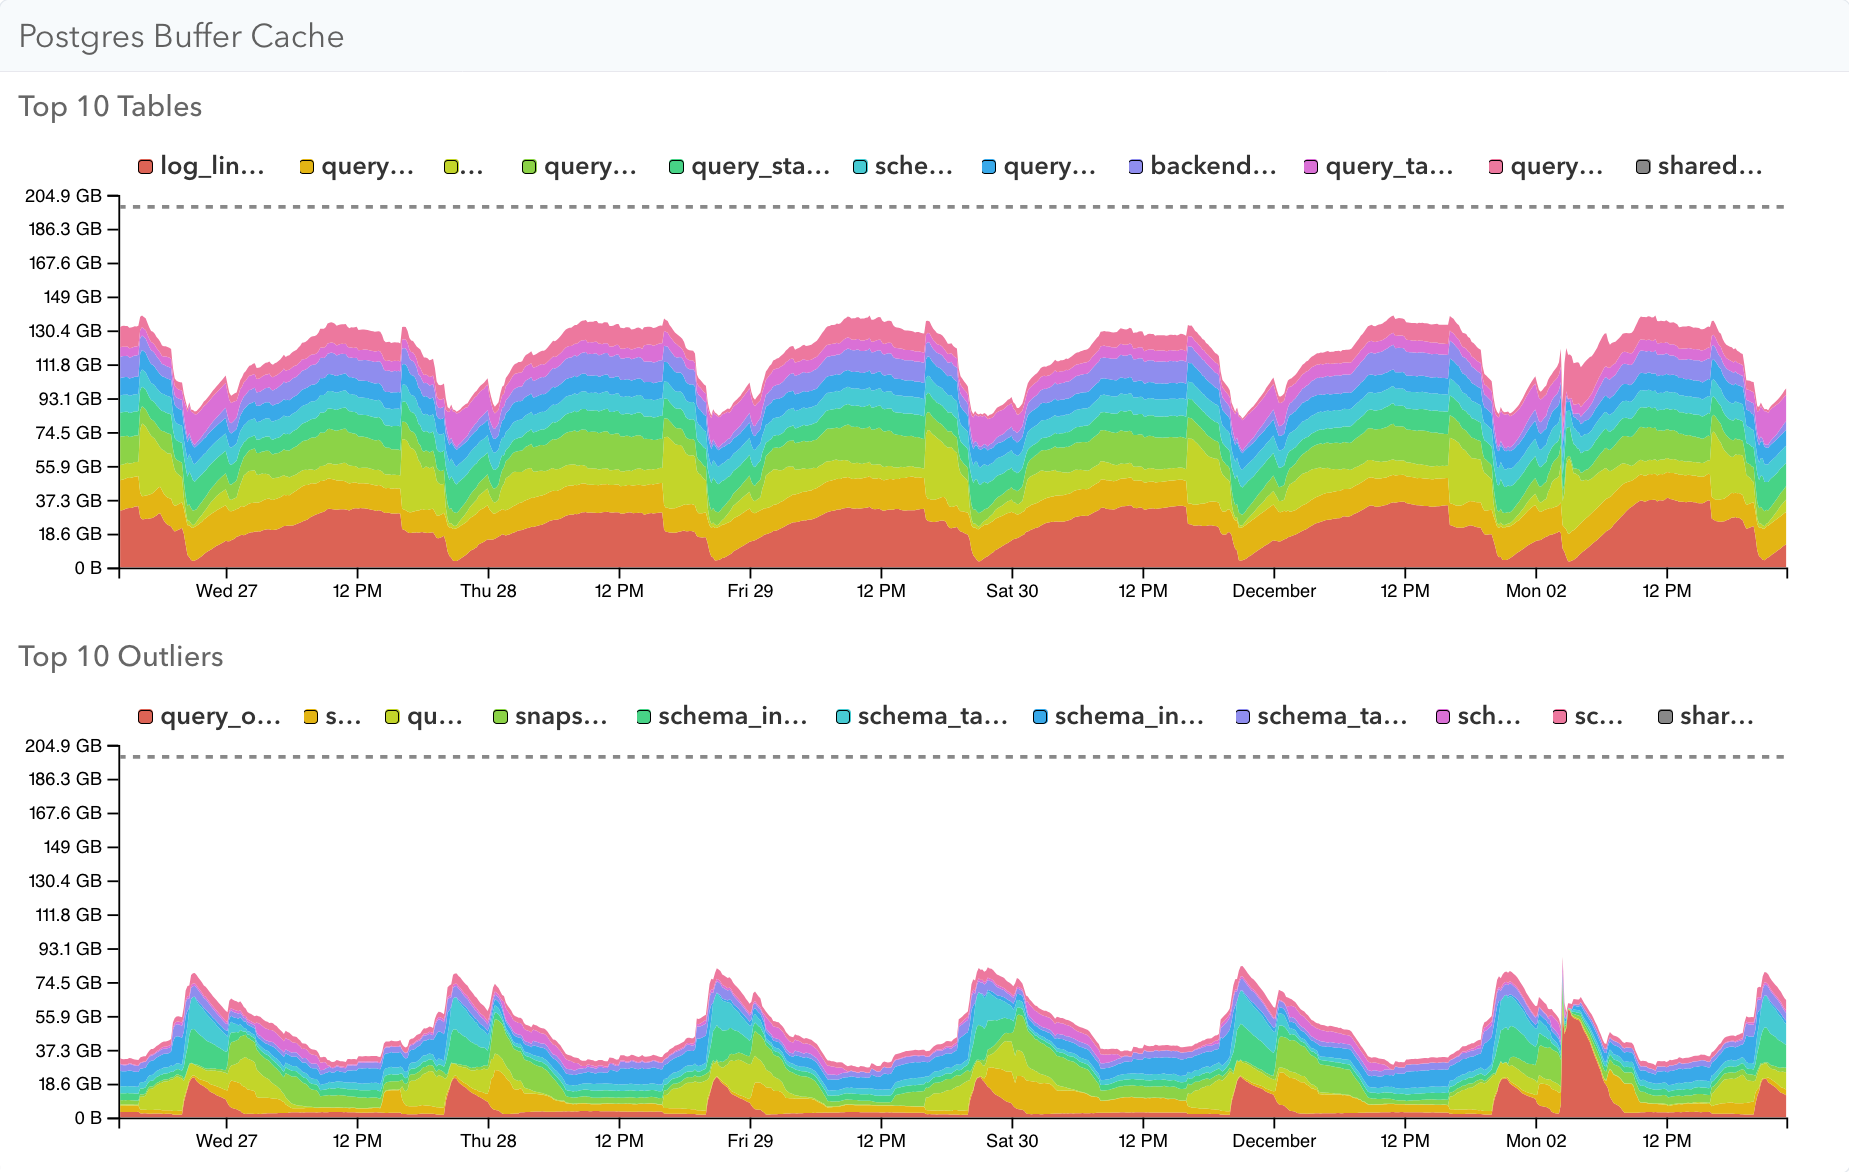 Postgres Buffer Cache
Top 10 Tables
log_lin... query... ... query... query_sta... sche... query... backend... query_ta... query... shared...
204.9 GB
186.3 GB
167.6 GB
149 GB
130.4 GB
111.8 GB
93.1 GB
74.5 GB
55.9 GB
37.3 GB
18.6 GB
0 B
Wed 27 12 PM Thu 28 12 PM Fri 29 12 PM Sat 30 12 PM December 12 PM Mon 02 12 PM
Top 10 Outliers
query_o... s... qu... snaps... schema_in... schema_ta... schema_in... schema_ta... sch... sc... shar...
204.9 GB
186.3 GB
167.6 GB
149 GB
130.4 GB
111.8 GB
93.1 GB
74.5 GB
55.9 GB
37.3 GB
18.6 GB
0 B
Wed 27 12 PM Thu 28 12 PM Fri 29 12 PM Sat 30 12 PM December 12 PM Mon 02 12 PM